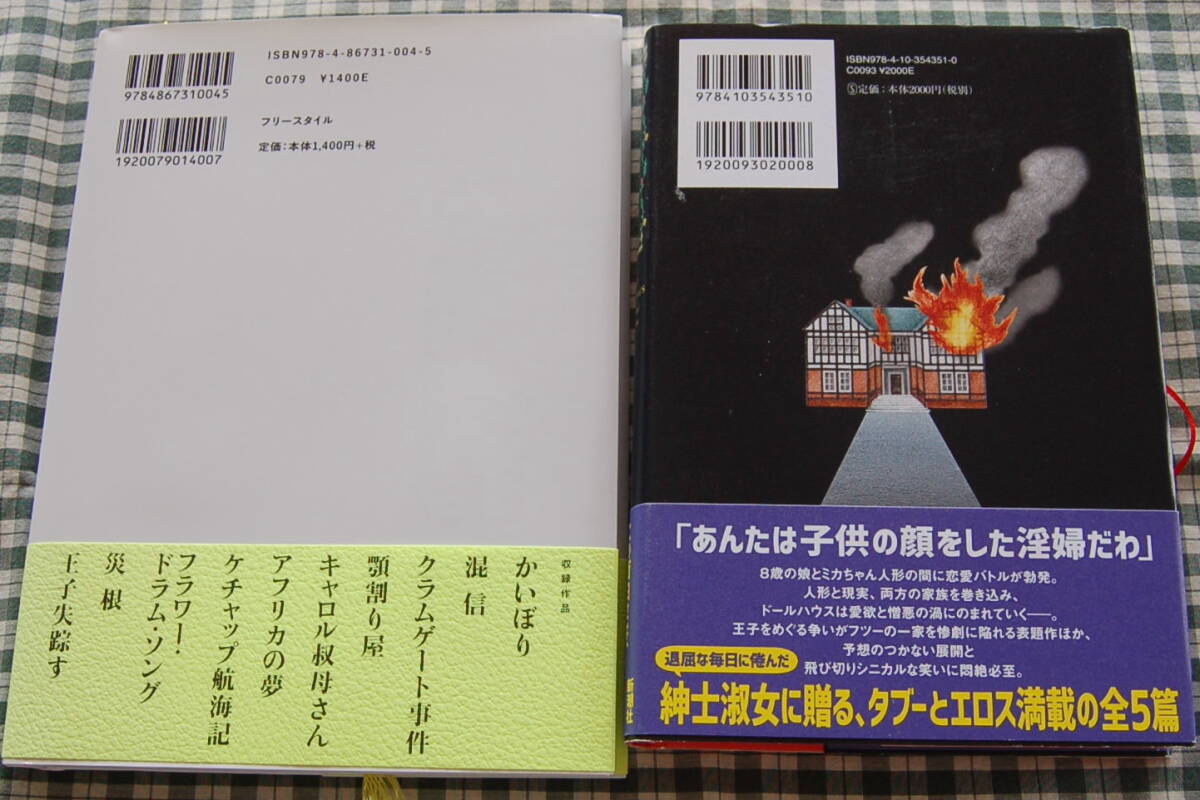 ISBN978-4-86731-004-5
C0079 ¥1400E
9784867310045
1920079014007
フリースタイル
定価:本体1,400円+税
収録作品
かいぼり
混信
クラムゲート事件
顎割り屋
キャロル叔母さん
アフリカの夢
ケチャップ航海記
フラワー・
ドラム・ソング
災根
王子失踪す
ISBN978-4-10-354351-0
C0093 ¥2000E
9784103543510
Ⓢ定価:本体2000円(税別)
1920093020008
「あんたは子供の顔をした淫婦だわ」
8歳の娘とミカちゃん人形の間に恋愛バトルが勃発。
人形と現実、両方の家族を巻き込み、
ドールハウスは愛欲と憎悪の渦にのまれていく――。
王子をめぐる争いがフツーの一家を惨劇に陥れる表題作ほか、
予想のつかない展開と
飛び切りシニカルな笑いに悶絶必至。
退屈な毎日に倦んだ
紳士淑女に贈る、タブーとエロス満載の全5篇
新潮社